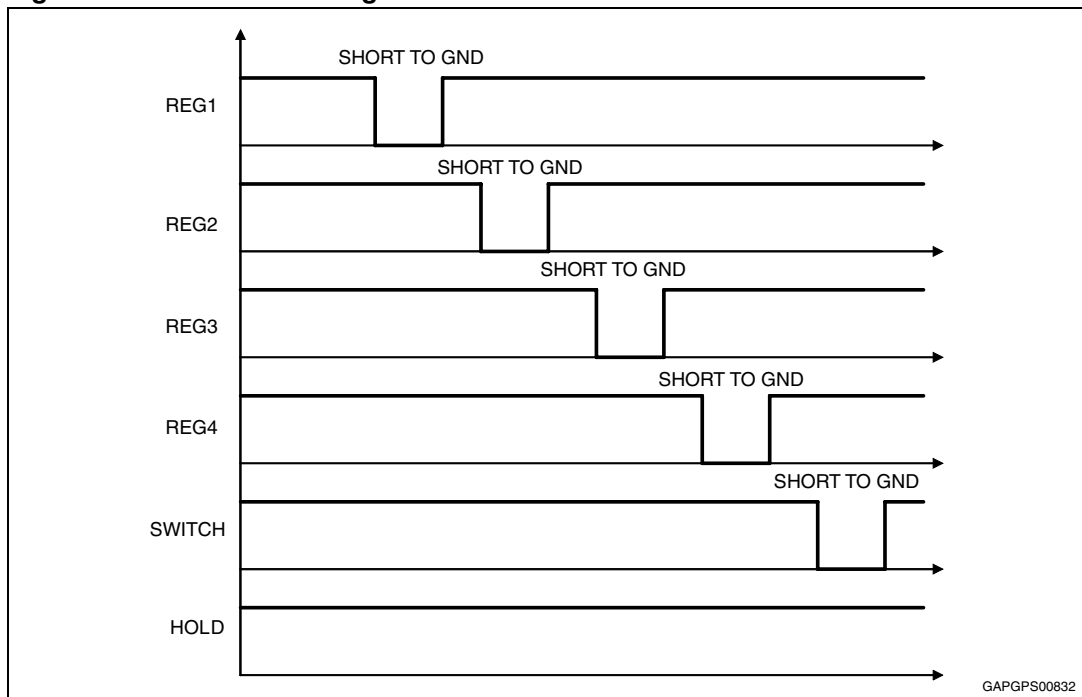 SHORT TO GND
REG1
SHORT TO GND
REG2
SHORT TO GND
REG3
SHORT TO GND
REG4
SHORT TO GND
SWITCH
HOLD
GAPGPS00832